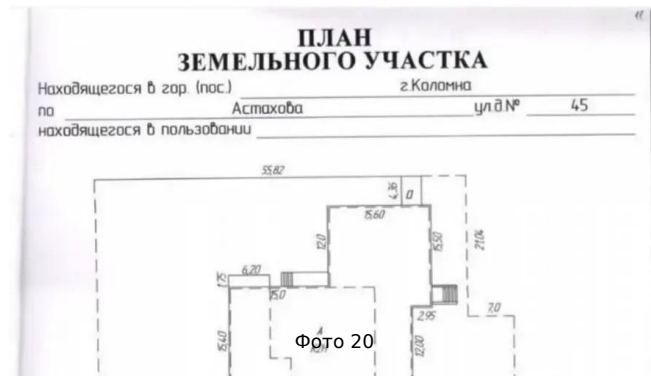 ПЛАН
ЗЕМЕЛЬНОГО УЧАСТКА
Находящегося в гор. (пос.) г.Коломна
по Астахова ул.д.№ 45
находящегося в пользовании
55,82
4,36
а
15,60
12,0
15,50
21,04
6,20
1,75
15,0
2,95
7,0
А
15,40
12,00
Фото 20